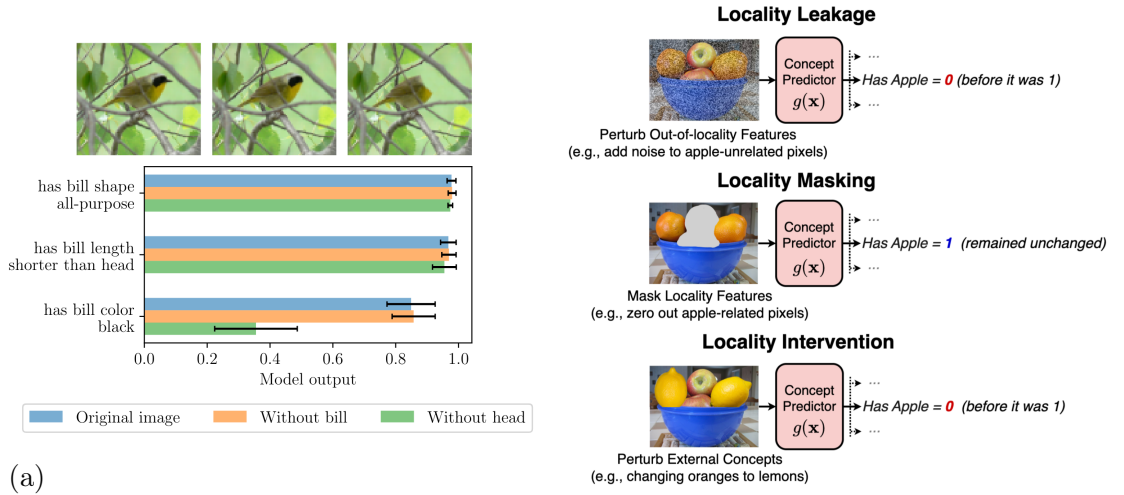 has bill shape
all-purpose
has bill length
shorter than head
has bill color
black
0.0 0.2 0.4 0.6 0.8 1.0
Model output
Original image Without bill Without head
(a)
Locality Leakage
Concept
Predictor
g(x)
...
Has Apple = 0 (before it was 1)
...
Perturb Out-of-locality Features
(e.g., add noise to apple-unrelated pixels)
Locality Masking
Concept
Predictor
g(x)
...
Has Apple = 1 (remained unchanged)
...
Mask Locality Features
(e.g., zero out apple-related pixels)
Locality Intervention
Concept
Predictor
g(x)
...
Has Apple = 0 (before it was 1)
...
Perturb External Concepts
(e.g., changing oranges to lemons)